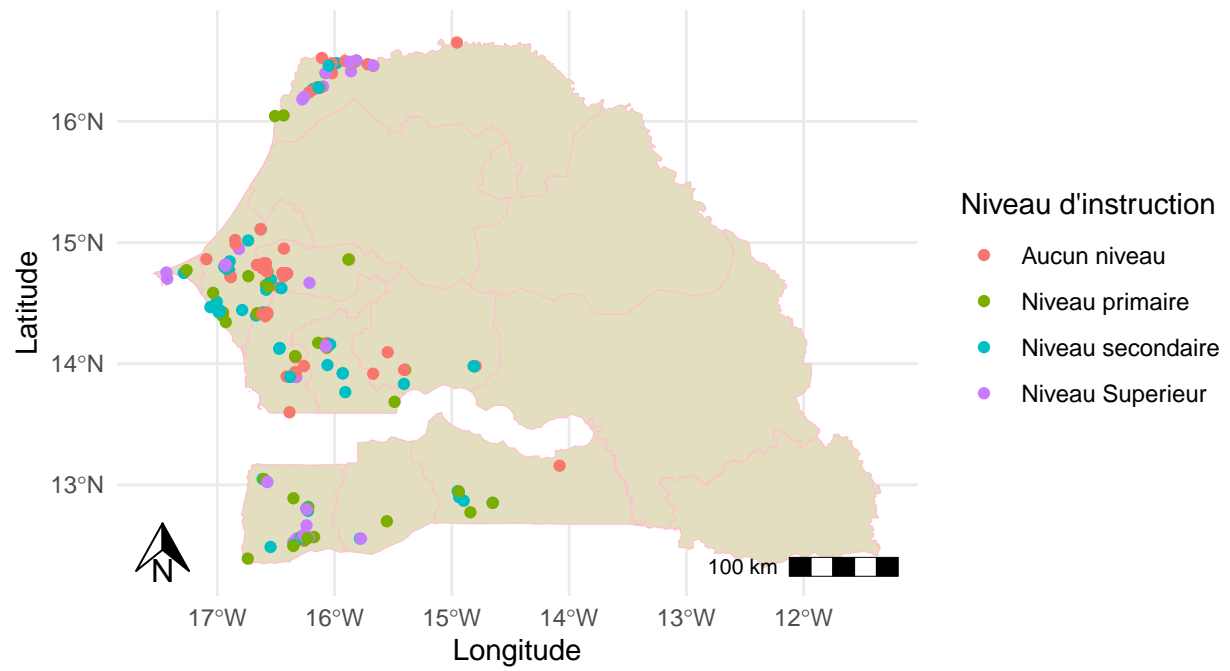 16°N
15°N
14°N
13°N
Latitude
N
100 km
17°W
16°W
15°W
14°W
13°W
12°W
Longitude
Niveau d'instruction
Aucun niveau
Niveau primaire
Niveau secondaire
Niveau Superieur